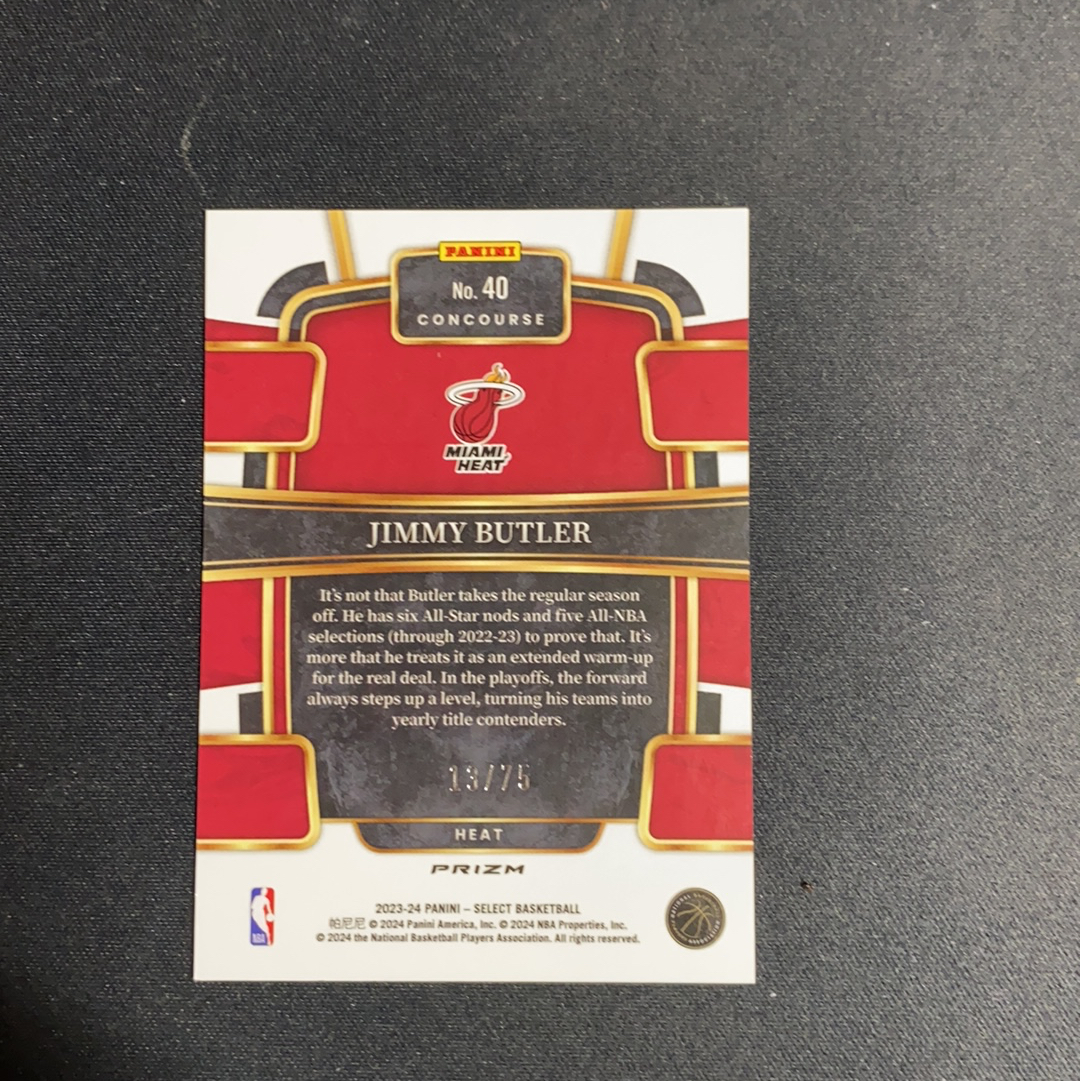 PANINI
No. 40
CONCOURSE
MIAMI
HEAT
JIMMY BUTLER
It's not that Butler takes the regular season
off. He has six All-Star nods and five All-NBA
selections (through 2022-23) to prove that. It's
more that he treats it as an extended warm-up
for the real deal. In the playoffs, the forward
always steps up a level, turning his teams into
yearly title contenders.
13/75
HEAT
PRIZM
2023-24 PANINI – SELECT BASKETBALL
帕尼尼 © 2024 Panini America, Inc. © 2024 NBA Properties, Inc.
© 2024 the National Basketball Players Association. All rights reserved.
NBA